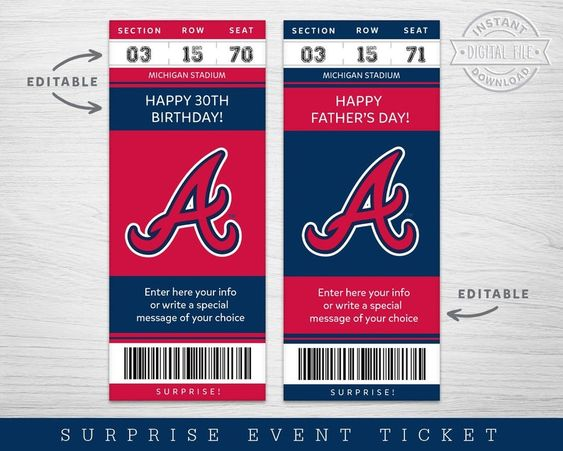 SECTION ROW SEAT
03 15 70
MICHIGAN STADIUM
HAPPY 30TH
BIRTHDAY!
A
Enter here your info
or write a special
message of your choice
SURPRISE!
SECTION ROW SEAT
03 15 71
MICHIGAN STADIUM
HAPPY
FATHER'S DAY!
A
Enter here your info
or write a special
message of your choice
SURPRISE!
EDITABLE
EDITABLE
INSTANT
DIGITAL FILE
DOWNLOAD
SURPRISE EVENT TICKET